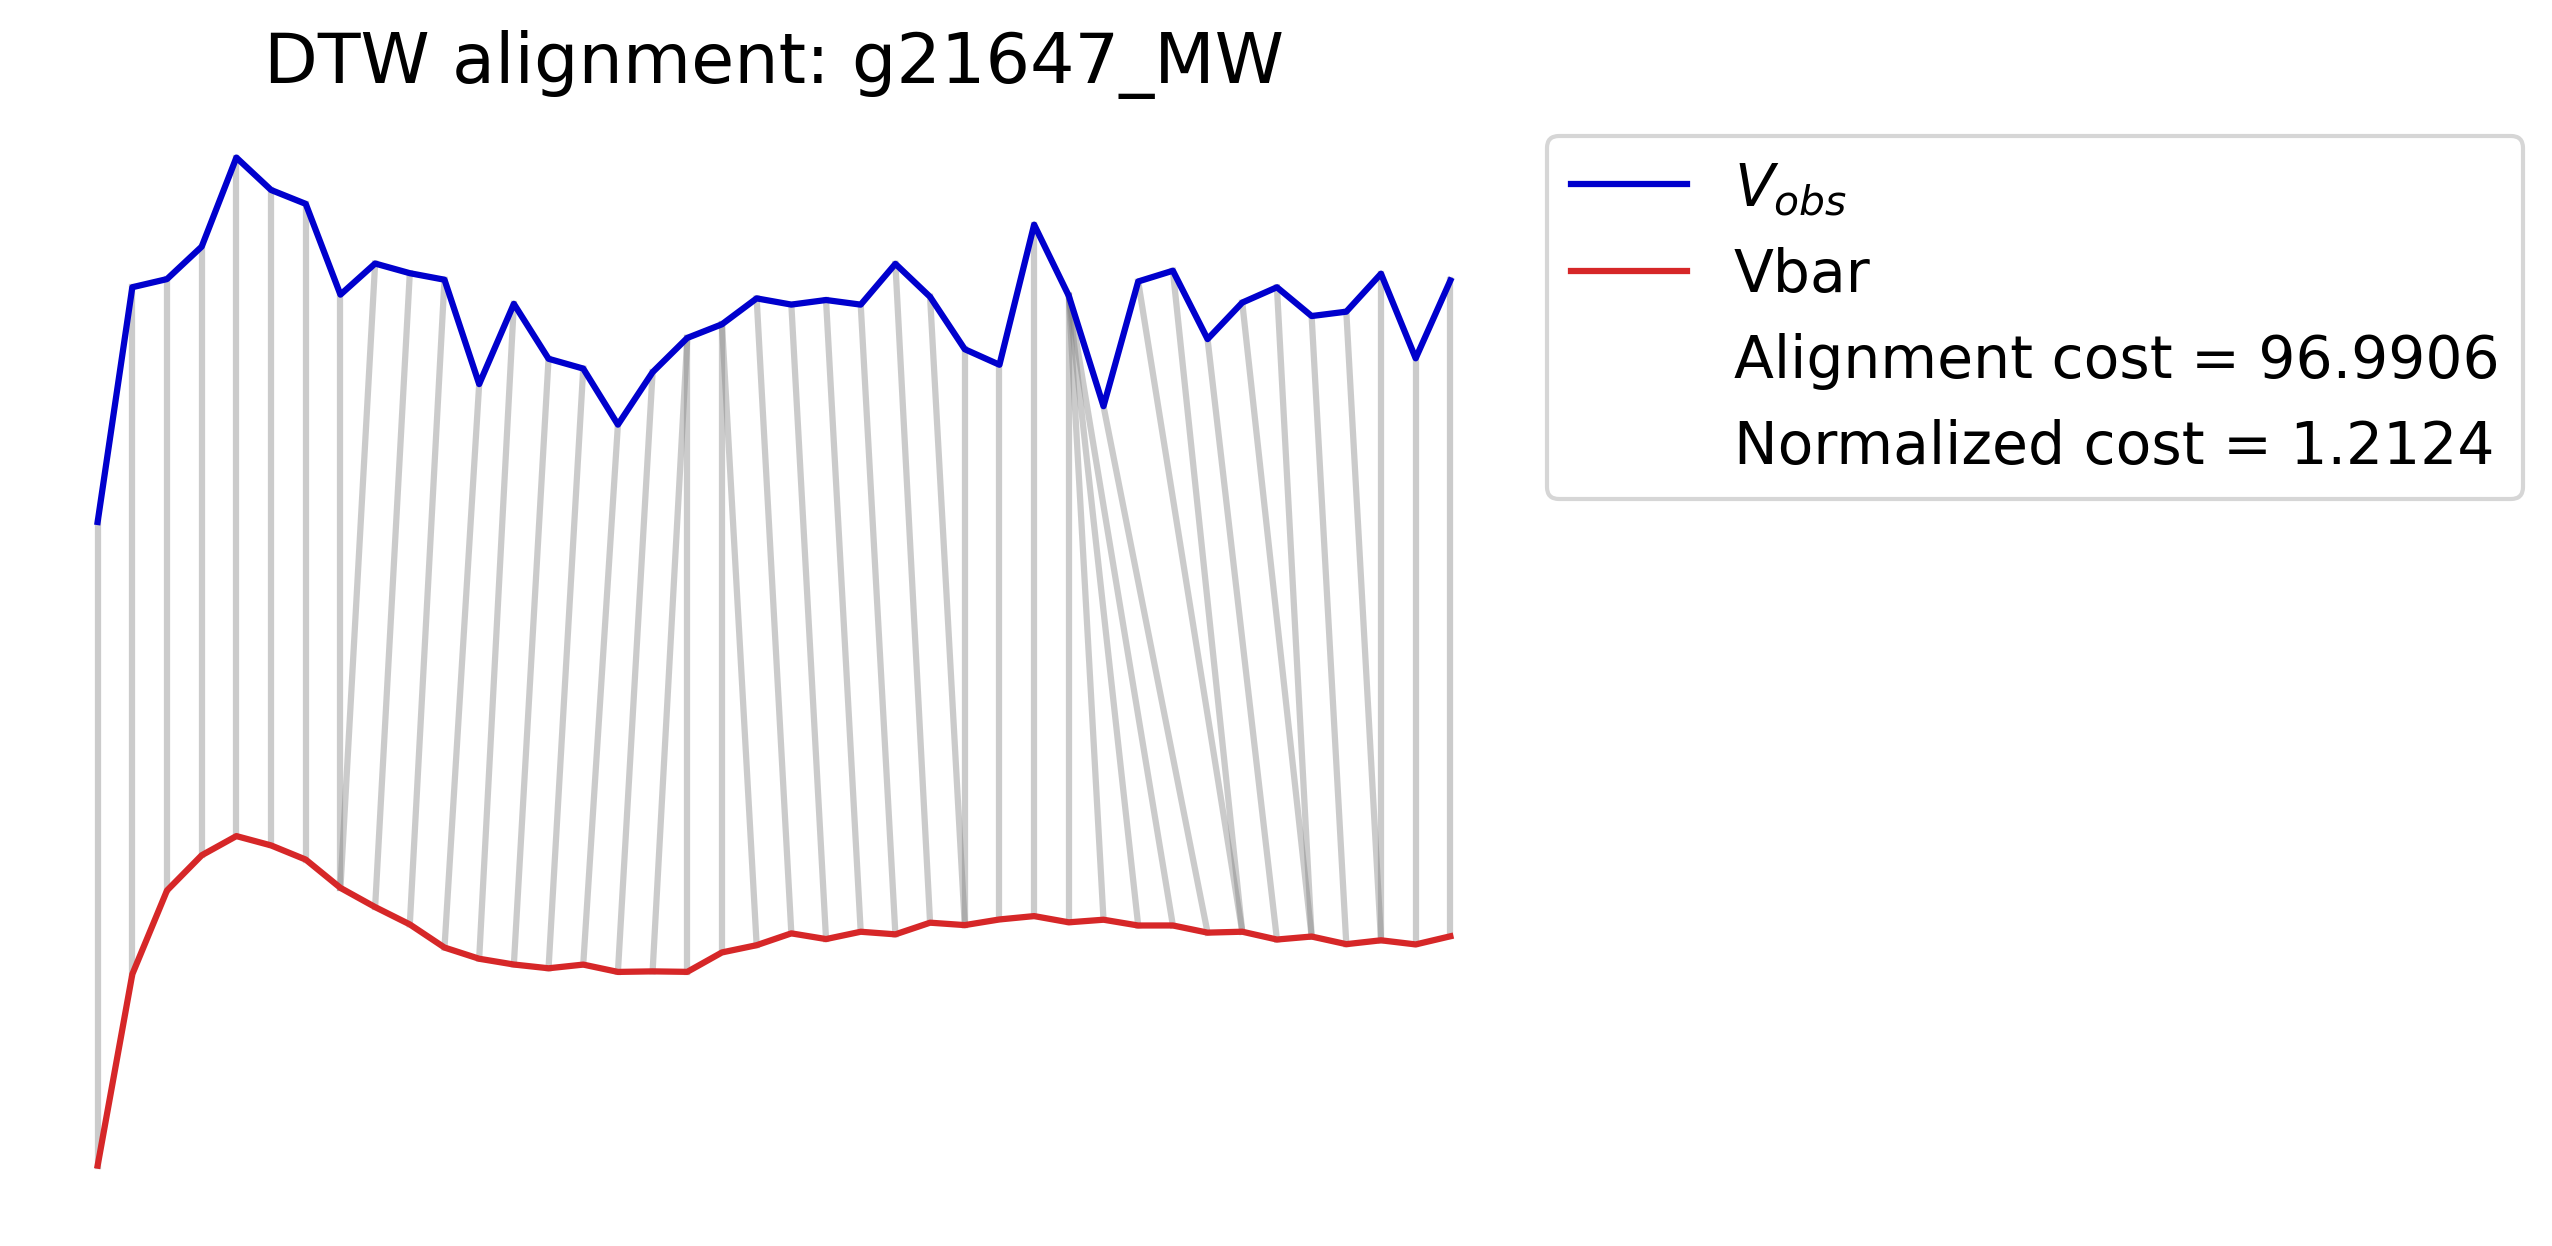 DTW alignment: g21647_MW
V_obs
Vbar
Alignment cost = 96.9906
Normalized cost = 1.2124